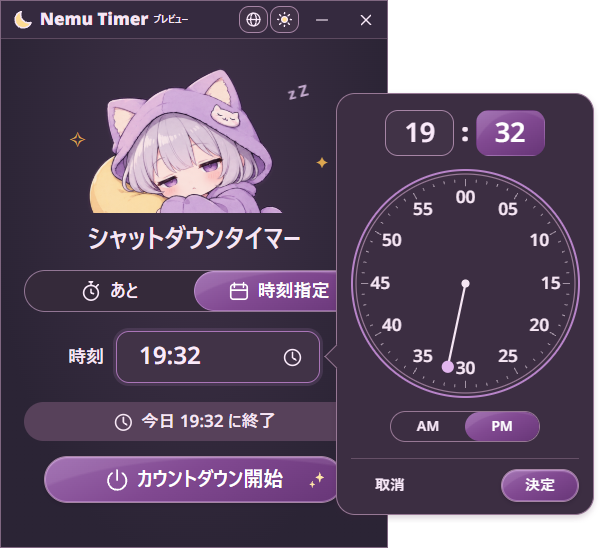 Nemu Timer プレビュー
z Z
シャットダウンタイマー
あと
時刻指定
時刻
19:32
今日 19:32 に終了
カウントダウン開始
19 : 32
00
05
10
15
20
25
30
35
40
45
50
55
AM
PM
取消
決定